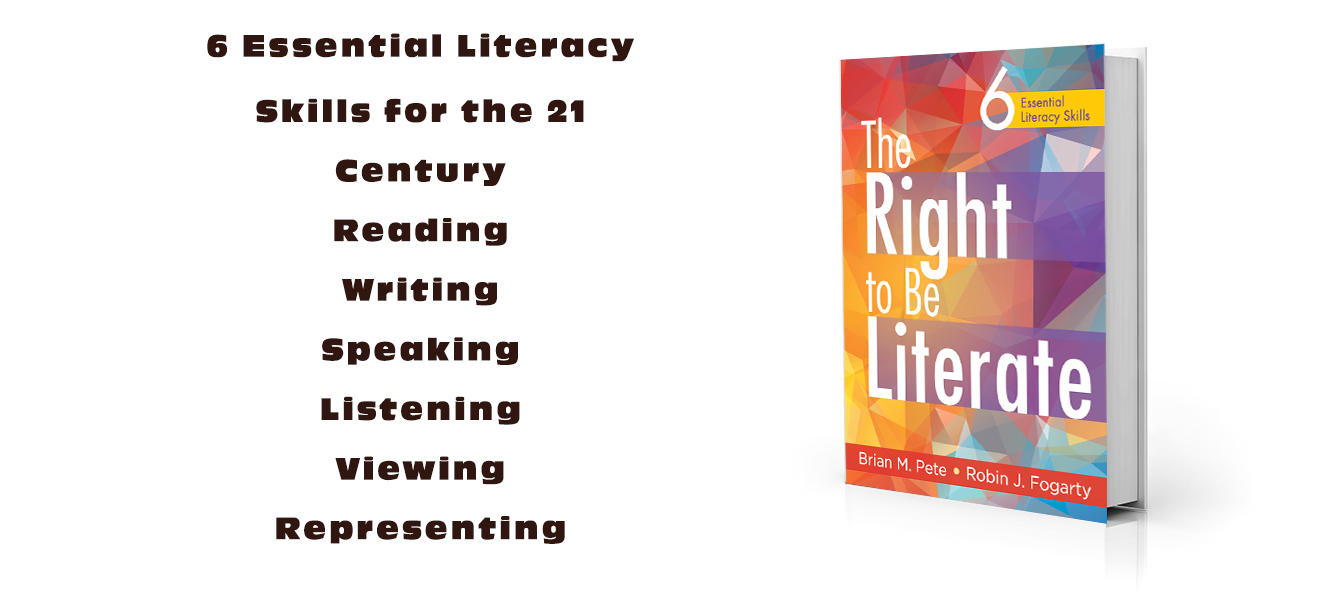 6 Essential Literacy
Skills for the 21
Century
Reading
Writing
Speaking
Listening
Viewing
Representing
6
Essential
Literacy Skills
The
Right
to Be
Literate
Brian M. Pete • Robin J. Fogarty